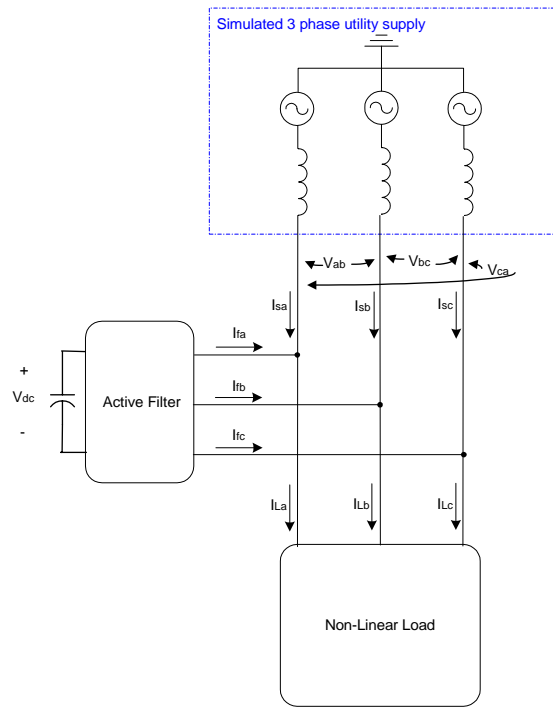 Simulated 3 phase utility supply
Vab
Vbc
Vca
Isa
Isb
Isc
Ifa
+
Vdc
-
Active Filter
Ifb
Ifc
ILa
ILb
ILc
Non-Linear Load